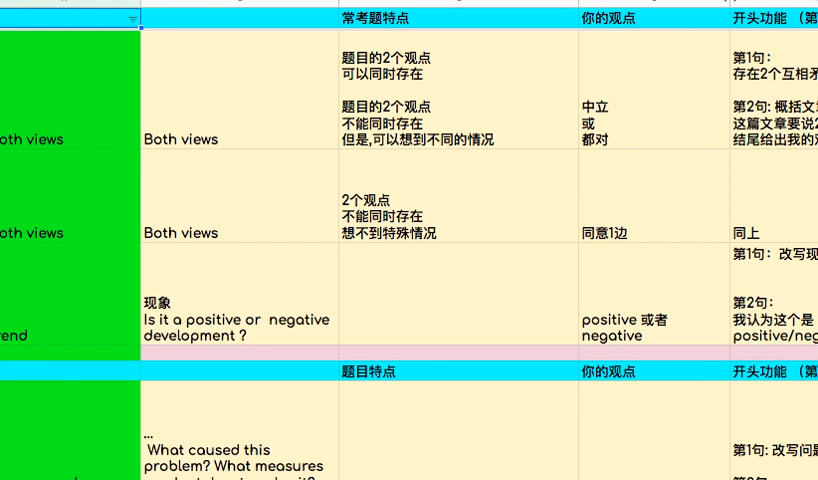 常考题特点
你的观点
开头功能 （第
题目的2个观点
可以同时存在
题目的2个观点
不能同时存在
但是,可以想到不同的情况
中立
或
都对
第1句：
存在2个互相矛
第2句: 概括文
这篇文章要说
结尾给出我的
oth views
Both views
2个观点
不能同时存在
想不到特殊情况
同意1边
同上
oth views
Both views
第1句：改写现
现象
Is it a positive or negative
development ?
positive 或者
negative
第2句：
我认为这个是
positive/neg
rend
题目特点
你的观点
开头功能 （第
...
What caused this
problem? What measures
第1句: 改写问